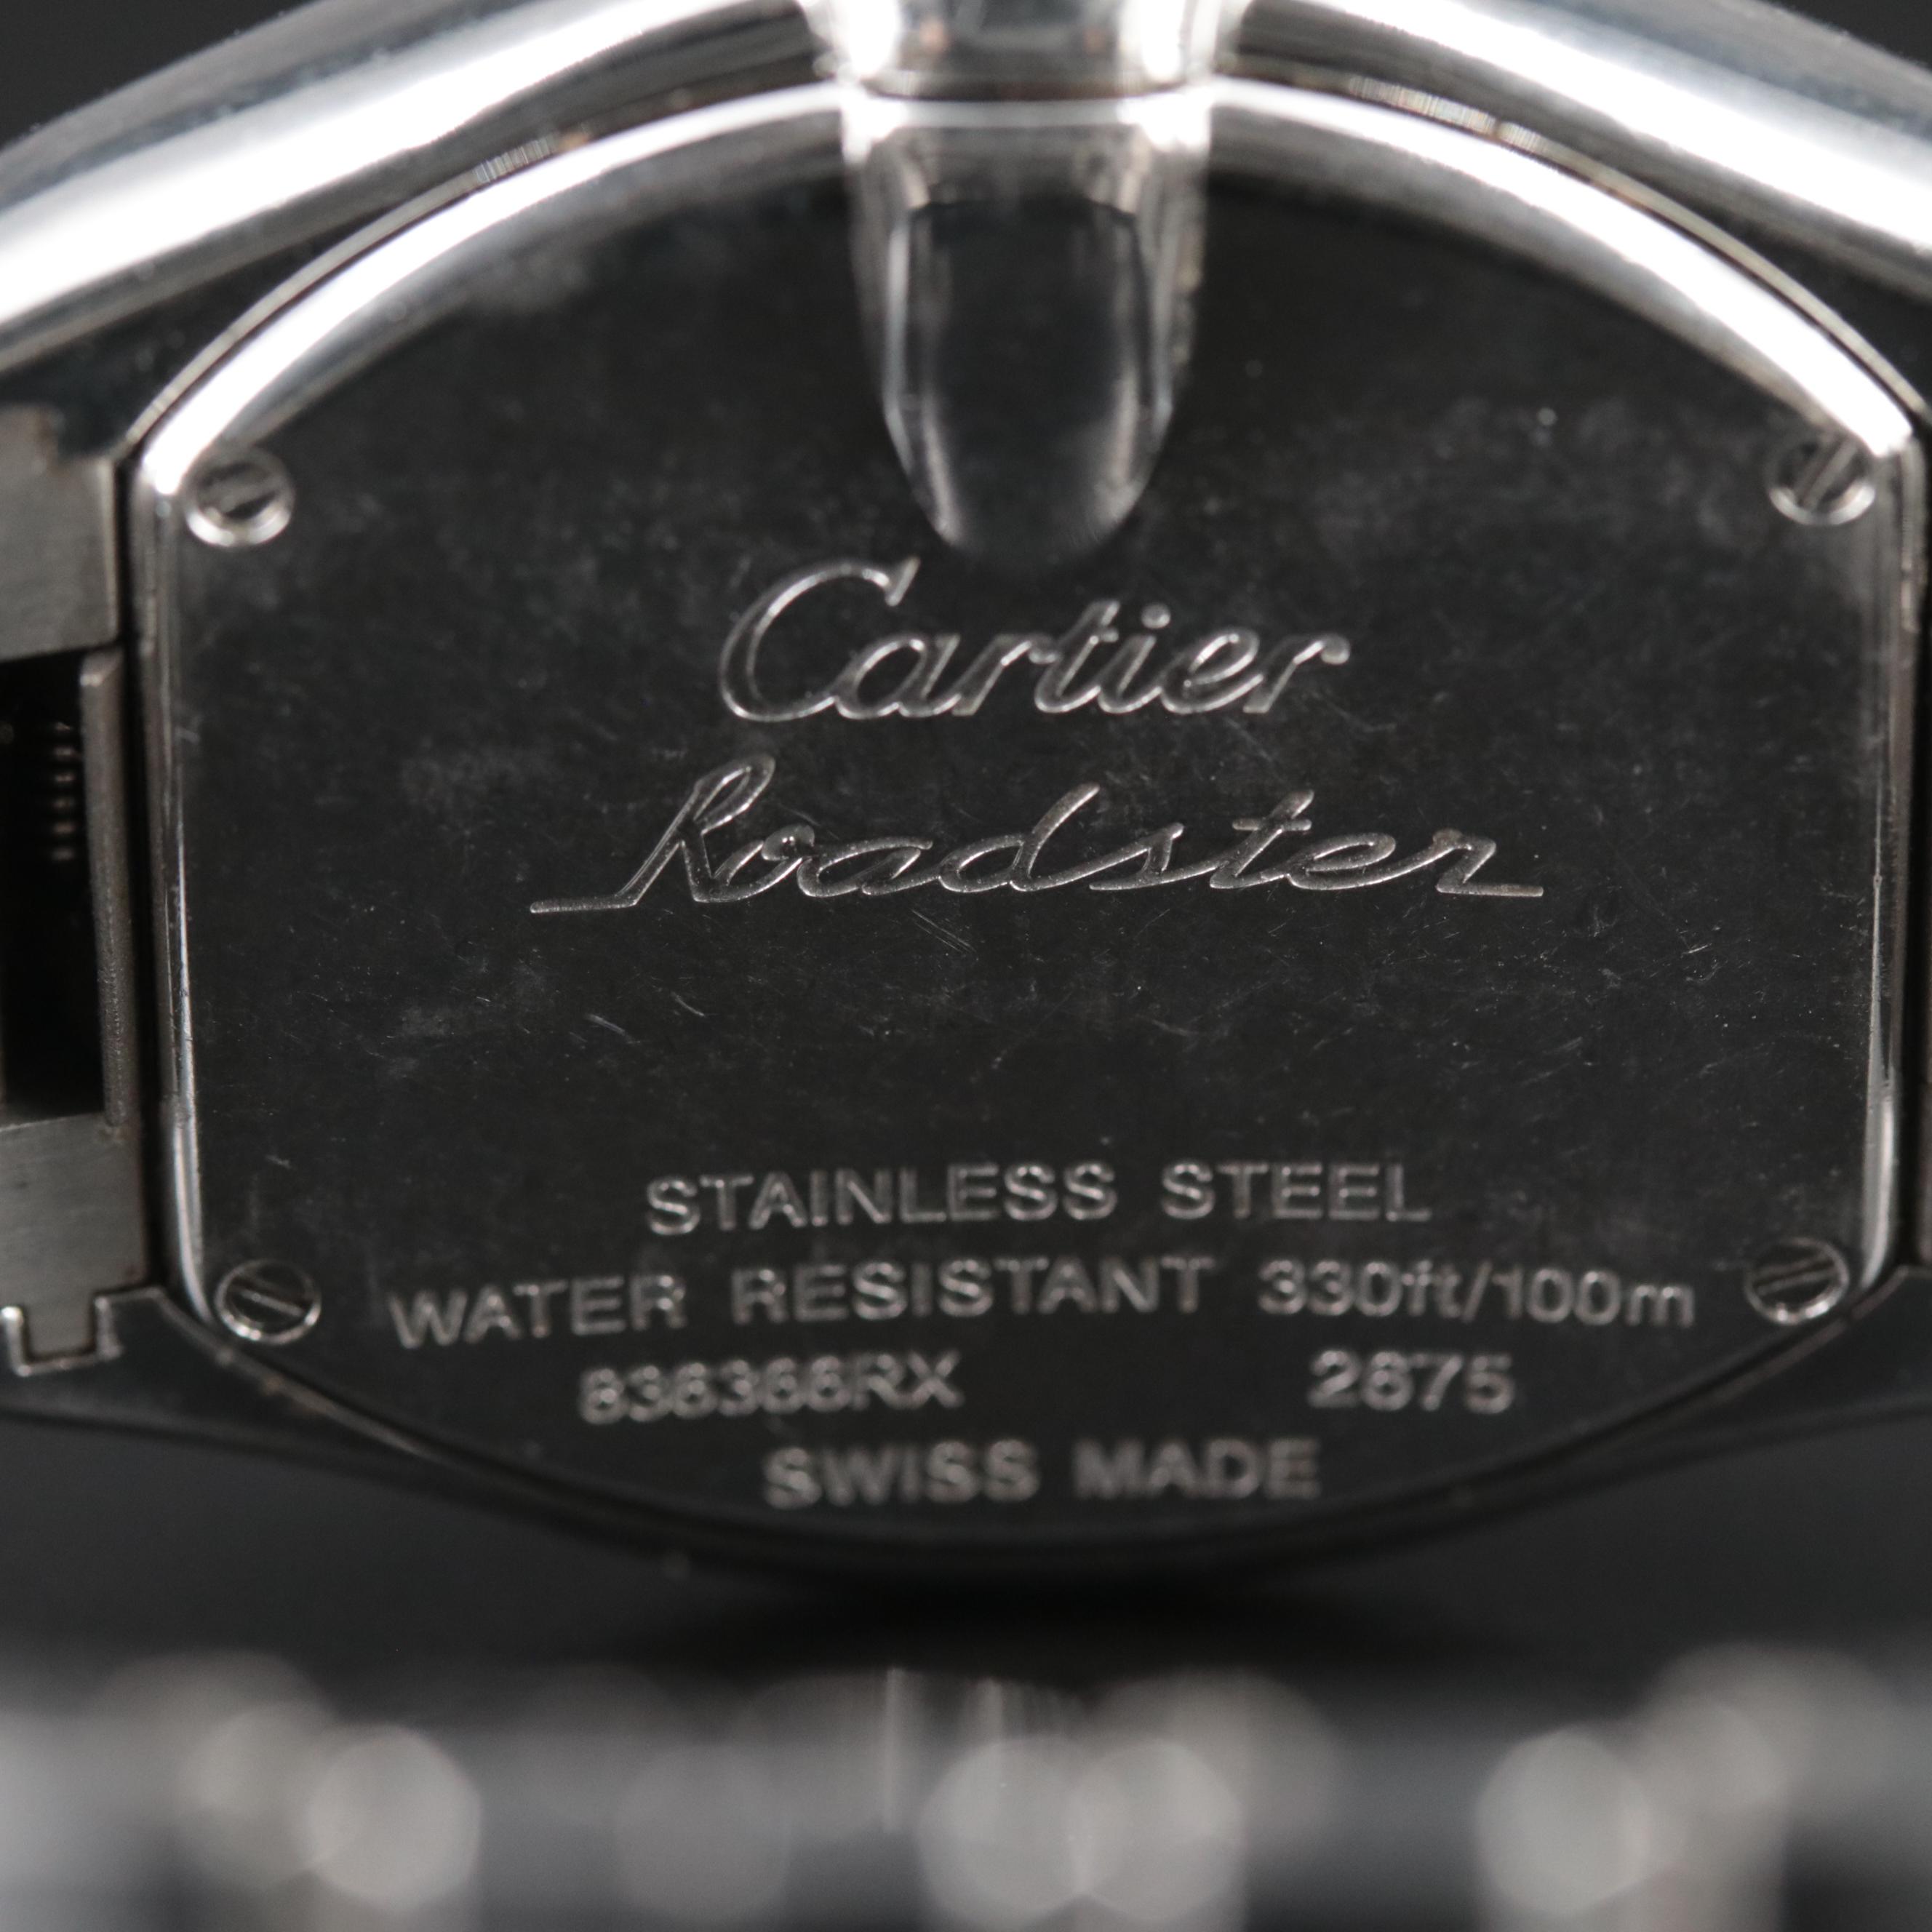 Cartier
Roadster
STAINLESS STEEL
WATER RESISTANT 330ft/100m
836366RX 2675
SWISS MADE